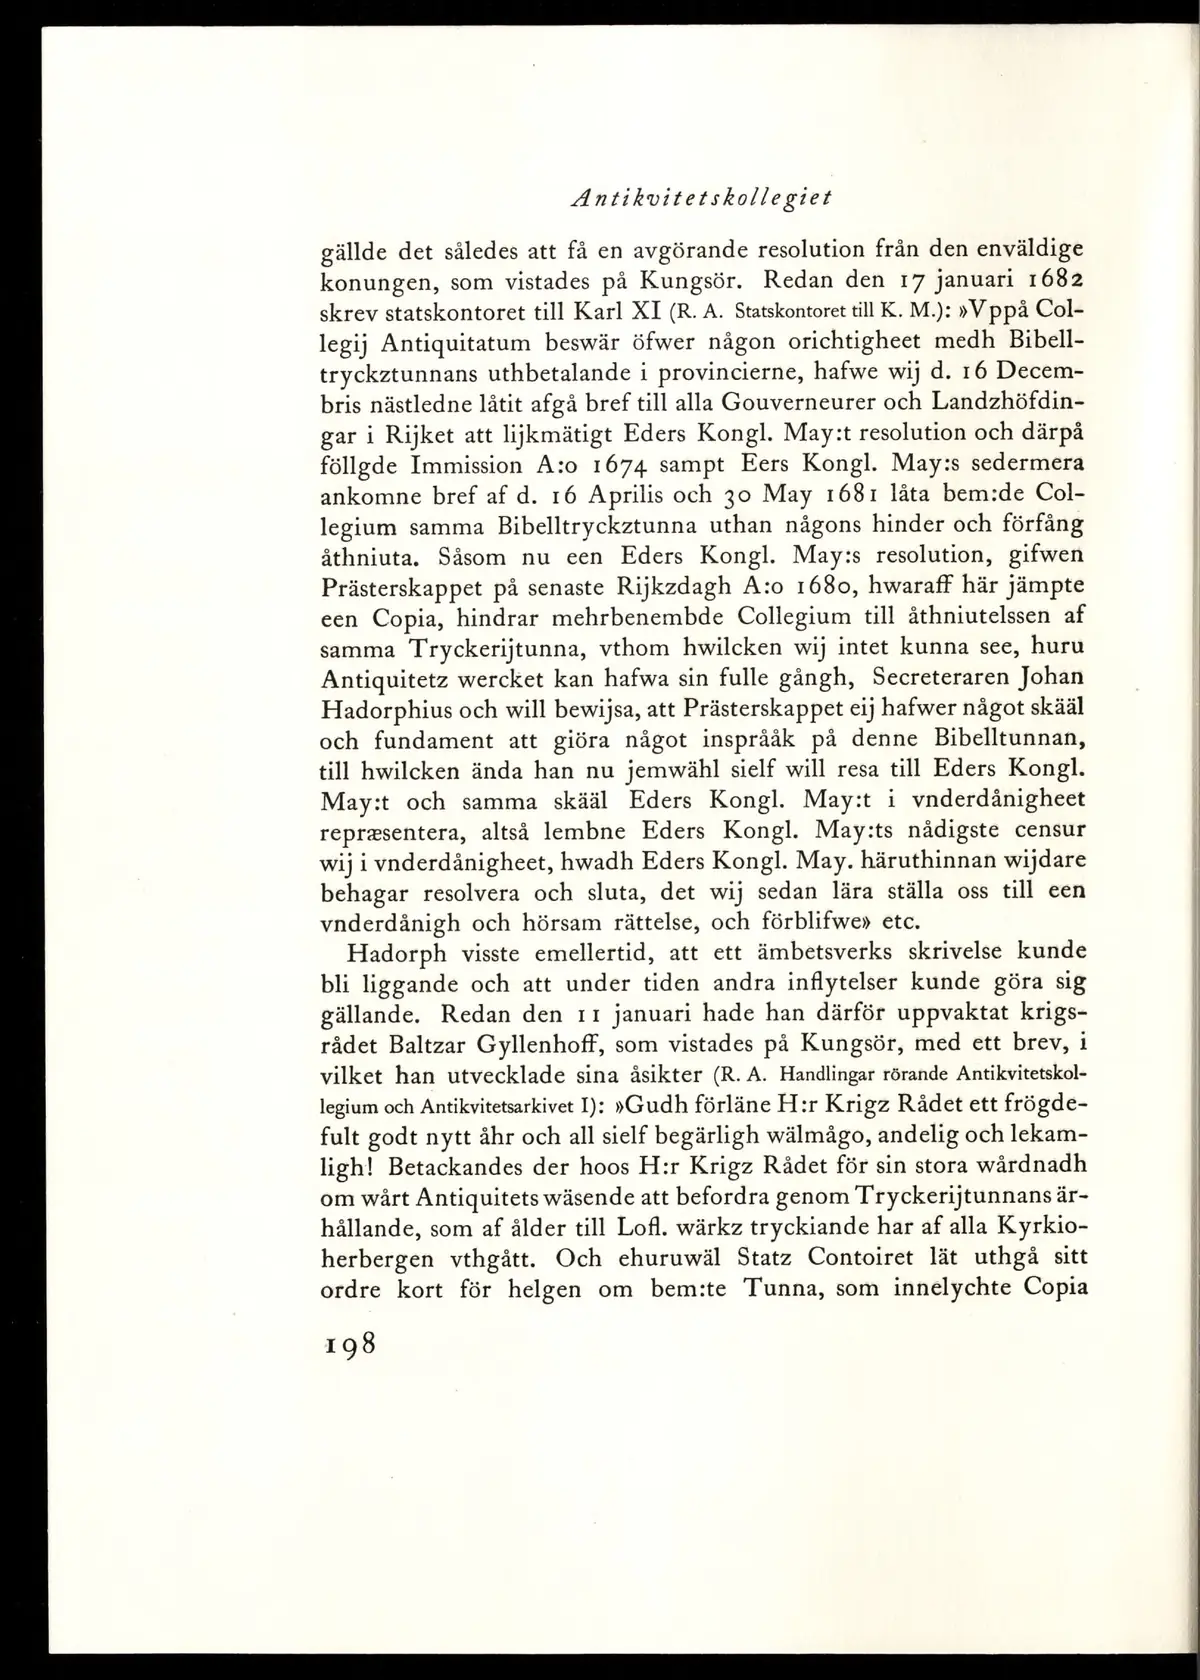 Antikvitetskollegiet
gällde det således att få en avgörande resolution från den enväldige
konungen, som vistades på Kungsör. Redan den 17 januari 1682
skrev statskontoret till Karl XI (R. A. Statskontoret till K. M.): »Vppå Col-
legij Antiquitatum beswär öfwer någon orichtigheet medh Bibell-
tryckztunnans uthbetalande i provincierne, hafwe wij d. 16 Decem-
bris nästledne låtit afgå bref till alla Gouverneurer och Landzhöfdin-
gar i Rijket att lijkmätigt Eders Kongl. May:t resolution och därpå
föllgde Immission A:o 1674 sampt Eers Kongl. May:s sedermera
ankomne bref af d. 16 Aprilis och 30 May 1681 låta bem:de Col-
legium samma Bibelltryckztunna uthan någons hinder och förfång
åthniuta. Såsom nu een Eders Kongl. May:s resolution, gifwen
Prästerskappet på senaste Rijkzdagh A:o 1680, hwaraff här jämpte
een Copia, hindrar mehrbenembde Collegium till åthniutelssen af
samma Tryckerijtunna, vthom hwilcken wij intet kunna see, huru
Antiquitetz wercket kan hafwa sin fulle gångh, Secreteraren Johan
Hadorphius och will bewijsa, att Prästerskappet eij hafwer något skääl
och fundament att giöra något insprååk på denne Bibelltunnan,
till hwilcken ända han nu jemwähl sielf will resa till Eders Kongl.
May:t och samma skääl Eders Kongl. May:t i vnderdånigheet
repræsentera, altså lembne Eders Kongl. May:ts nådigste censur
wij i vnderdånigheet, hwadh Eders Kongl. May. häruthinnan wijdare
behagar resolvera och sluta, det wij sedan lära ställa oss till een
vnderdånigh och hörsam rättelse, och förblifwe» etc.
Hadorph visste emellertid, att ett ämbetsverks skrivelse kunde
bli liggande och att under tiden andra inflytelser kunde göra sig
gällande. Redan den 11 januari hade han därför uppvaktat krigs-
rådet Baltzar Gyllenhoff, som vistades på Kungsör, med ett brev, i
vilket han utvecklade sina åsikter (R. A. Handlingar rörande Antikvitetskol-
legium och Antikvitetsarkivet I): »Gudh förläne H:r Krigz Rådet ett frögde-
fult godt nytt åhr och all sielf begärligh wälmågo, andelig och lekam-
ligh! Betackandes der hoos H:r Krigz Rådet för sin stora wårdnadh
om wårt Antiquitets wäsende att befordra genom Tryckerijtunnans är-
hållande, som af ålder till Lofl. wärkz tryckiande har af alla Kyrkio-
herbergen vthgått. Och ehuruwäl Statz Contoiret lät uthgå sitt
ordre kort för helgen om bem:te Tunna, som innelychte Copia
198